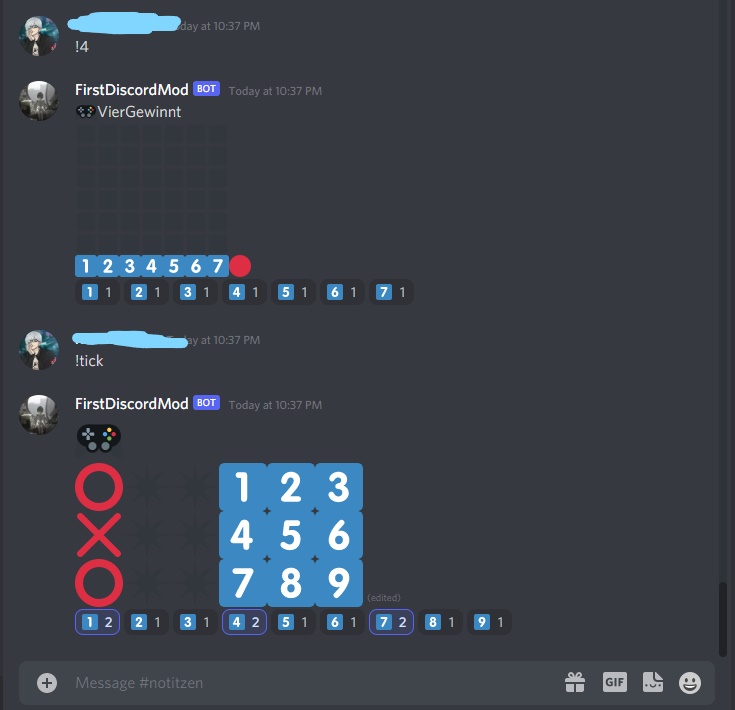 day at 10:37 PM
!4
FirstDiscordMod BOT Today at 10:37 PM
VierGewinnt
1 2 3 4 5 6 7
1 1 2 1 3 1 4 1 5 1 6 1 7 1
day at 10:37 PM
!tick
FirstDiscordMod BOT Today at 10:37 PM
1 2 3
4 5 6
7 8 9 (edited)
1 2 2 1 3 1 4 2 5 1 6 1 7 2 8 1 9 1
Message #notitzen GIF